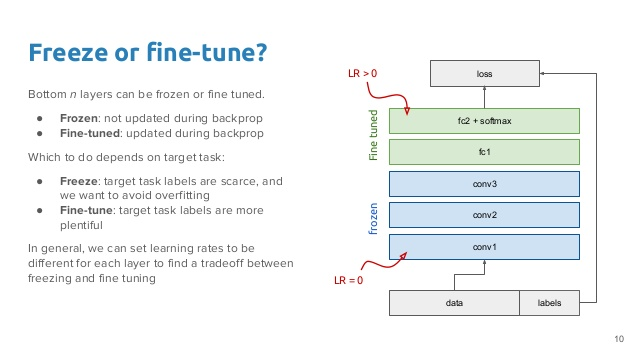 Freeze or fine-tune?
Bottom n layers can be frozen or fine tuned.
● Frozen: not updated during backprop
● Fine-tuned: updated during backprop
Which to do depends on target task:
● Freeze: target task labels are scarce, and
we want to avoid overfitting
● Fine-tune: target task labels are more
plentiful
In general, we can set learning rates to be
different for each layer to find a tradeoff between
freezing and fine tuning
LR > 0
loss
Fine tuned
fc2 + softmax
fc1
frozen
conv3
conv2
conv1
LR = 0
data
labels
10